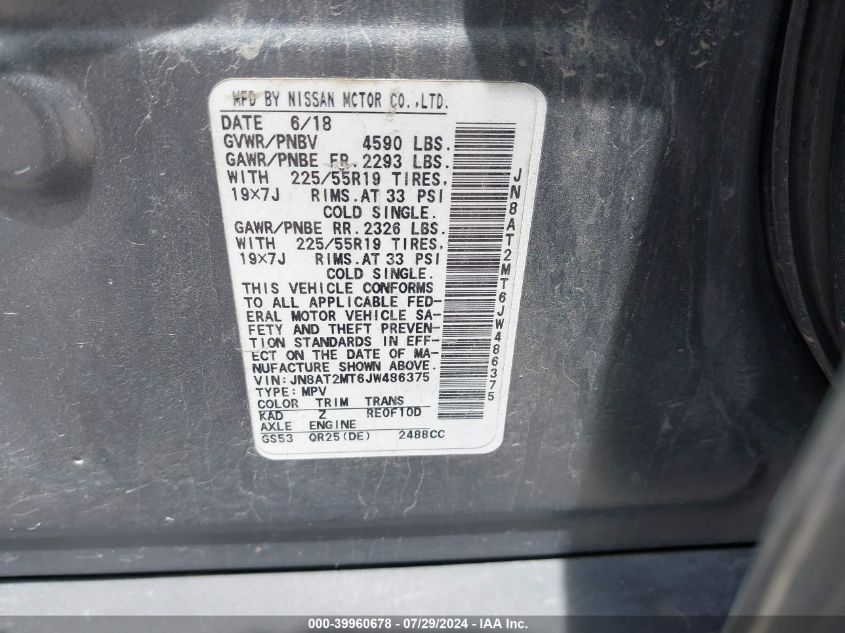 MFD BY NISSAN MOTOR CO.,LTD.
DATE 6/18
GVWR/PNBV 4590 LBS.
GAWR/PNBE FR. 2293 LBS.
WITH 225/55R19 TIRES,
19×7J RIMS. AT 33 PSI
COLD SINGLE.
GAWR/PNBE RR. 2326 LBS.
WITH 225/55R19 TIRES,
19×7J RIMS. AT 33 PSI
COLD SINGLE.
THIS VEHICLE CONFORMS
TO ALL APPLICABLE FED-
ERAL MOTOR VEHICLE SA-
FETY AND THEFT PREVEN-
TION STANDARDS IN EFF-
ECT ON THE DATE OF MA-
NUFACTURE SHOWN ABOVE.
VIN:JN8AT2MT6JW486375
TYPE: MPV
COLOR TRIM TRANS
KAD Z RE0F10D
AXLE ENGINE
GS53 QR25(DE) 2488CC
JN8AT2MT6JW486375
000-39960678 - 07/29/2024 - IAAI.com